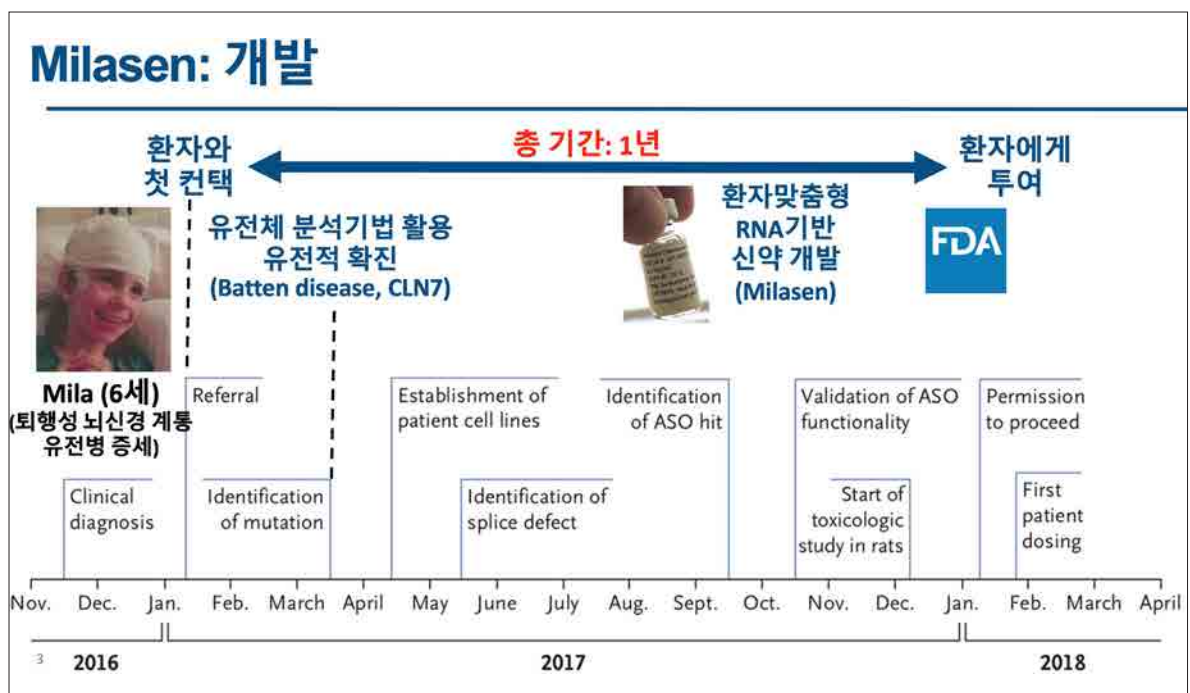 Milasen: 개발
환자와
첫 컨택
총 기간: 1년
환자에게
투여
유전체 분석기법 활용
유전적 확진
(Batten disease, CLN7)
환자맞춤형
RNA기반
신약 개발
(Milasen)
FDA
Mila (6세)
(퇴행성 뇌신경 계통
유전병 증세)
Referral
Establishment of
patient cell lines
Identification
of ASO hit
Validation of ASO
functionality
Permission
to proceed
Clinical
diagnosis
Identification
of mutation
Identification of
splice defect
Start of
toxicologic
study in rats
First
patient
dosing
Nov. Dec. Jan. Feb. March April May June July Aug. Sept. Oct. Nov. Dec. Jan. Feb. March April
2016 2017 2018
3